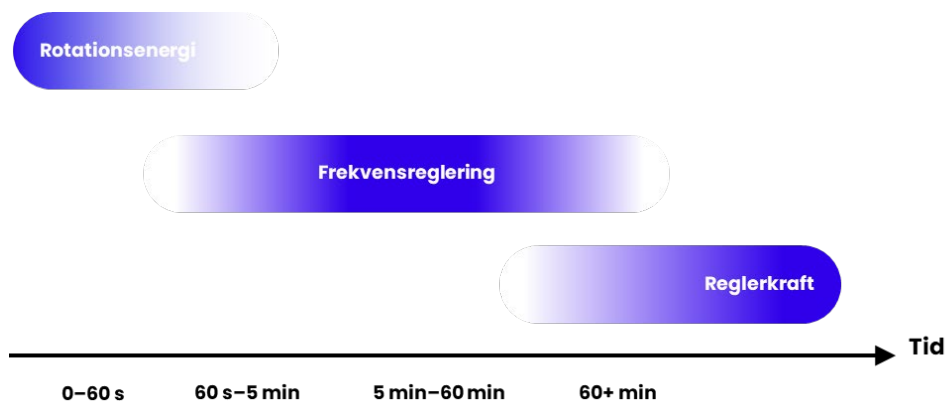 Rotationsenergi
Frekvensreglering
Reglerkraft
Tid
0–60 s
60 s–5 min
5 min–60 min
60+ min